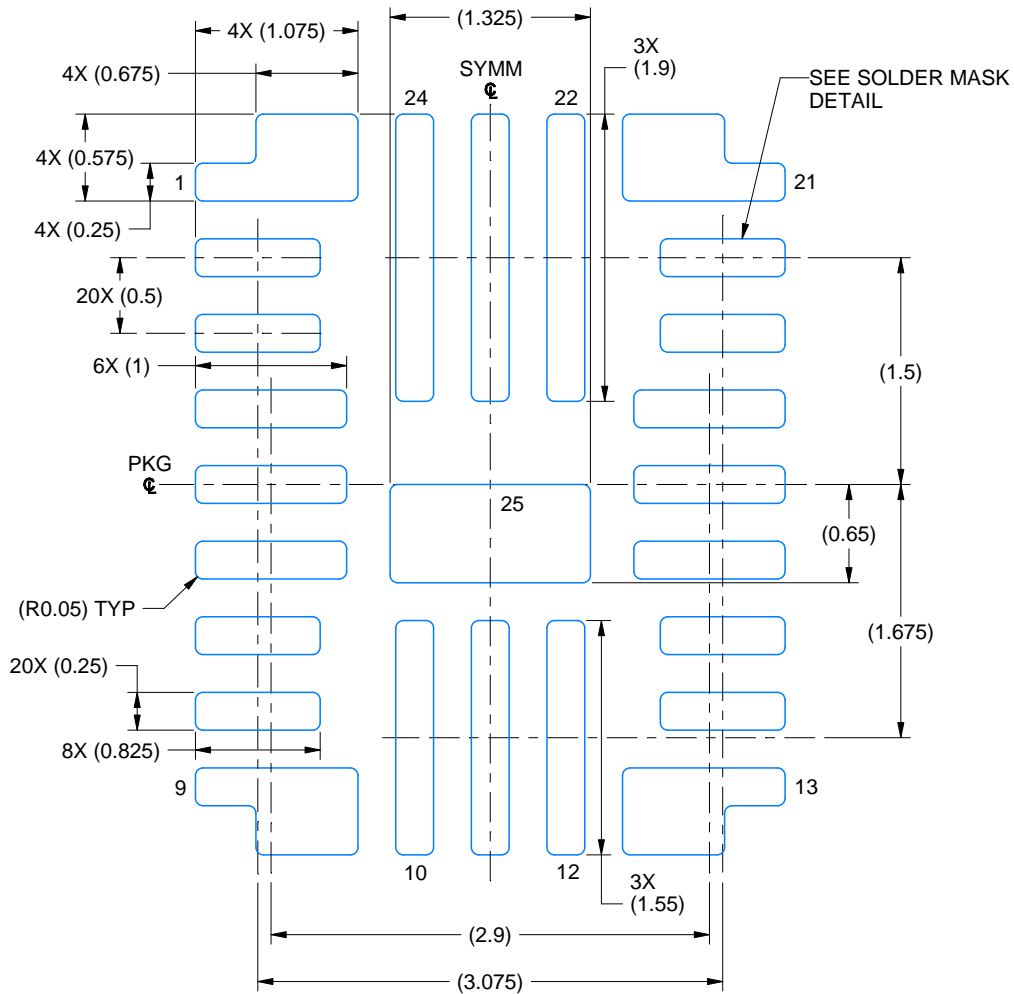 (1.325)
4X (1.075)
3X
(1.9)
4X (0.675)
SYMM
℄
SEE SOLDER MASK
DETAIL
24
22
4X (0.575)
1
21
4X (0.25)
20X (0.5)
6X (1)
(1.5)
PKG
℄
25
(0.65)
(R0.05) TYP
(1.675)
20X (0.25)
8X (0.825)
9
13
10
12
3X
(1.55)
(2.9)
(3.075)